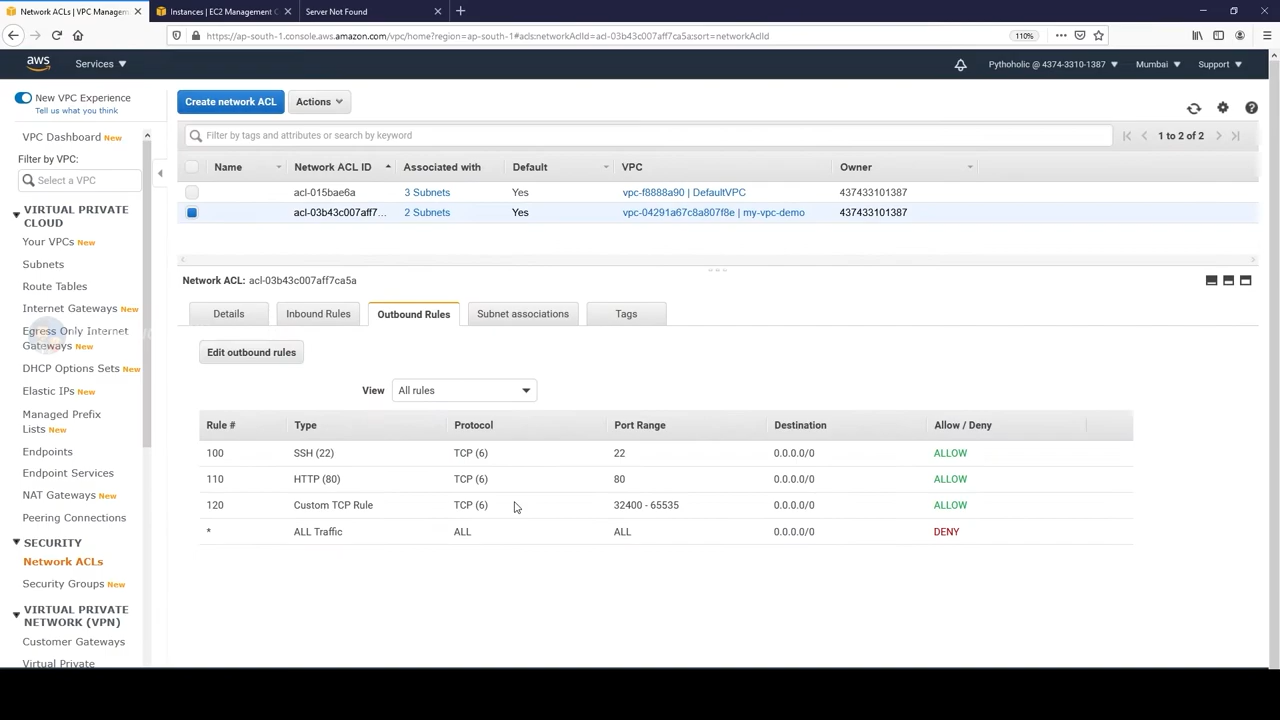 Network ACLs | VPC Managem
Instances | EC2 Management C
Server Not Found
https://ap-south-1.console.aws.amazon.com/vpc/home?region=ap-south-1#acls:networkAclId=acl-03b43c007aff7ca5a;sort=networkAclId
110%
aws
Services
Pythoholic @ 4374-3310-1387
Mumbai
Support
New VPC Experience
Tell us what you think
VPC Dashboard New
Filter by VPC:
Select a VPC
VIRTUAL PRIVATE
CLOUD
Your VPCs New
Subnets
Route Tables
Internet Gateways New
Egress Only Internet
Gateways New
DHCP Options Sets New
Elastic IPs New
Managed Prefix
Lists New
Endpoints
Endpoint Services
NAT Gateways New
Peering Connections
SECURITY
Network ACLs
Security Groups New
VIRTUAL PRIVATE
NETWORK (VPN)
Customer Gateways
Virtual Private
Create network ACL
Actions
Filter by tags and attributes or search by keyword
1 to 2 of 2
Name Network ACL ID Associated with Default VPC Owner
acl-015bae6a 3 Subnets Yes vpc-f8888a90 | DefaultVPC 437433101387
acl-03b43c007aff7... 2 Subnets Yes vpc-04291a67c8a807f8e | my-vpc-demo 437433101387
Network ACL: acl-03b43c007aff7ca5a
Details
Inbound Rules
Outbound Rules
Subnet associations
Tags
Edit outbound rules
View All rules
Rule # Type Protocol Port Range Destination Allow / Deny
100 SSH (22) TCP (6) 22 0.0.0.0/0 ALLOW
110 HTTP (80) TCP (6) 80 0.0.0.0/0 ALLOW
120 Custom TCP Rule TCP (6) 32400 - 65535 0.0.0.0/0 ALLOW
* ALL Traffic ALL ALL 0.0.0.0/0 DENY